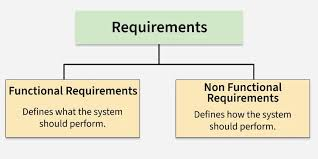 Requirements
Functional Requirements
Defines what the system
should perform.
Non Functional
Requirements
Defines how the system
should perform.